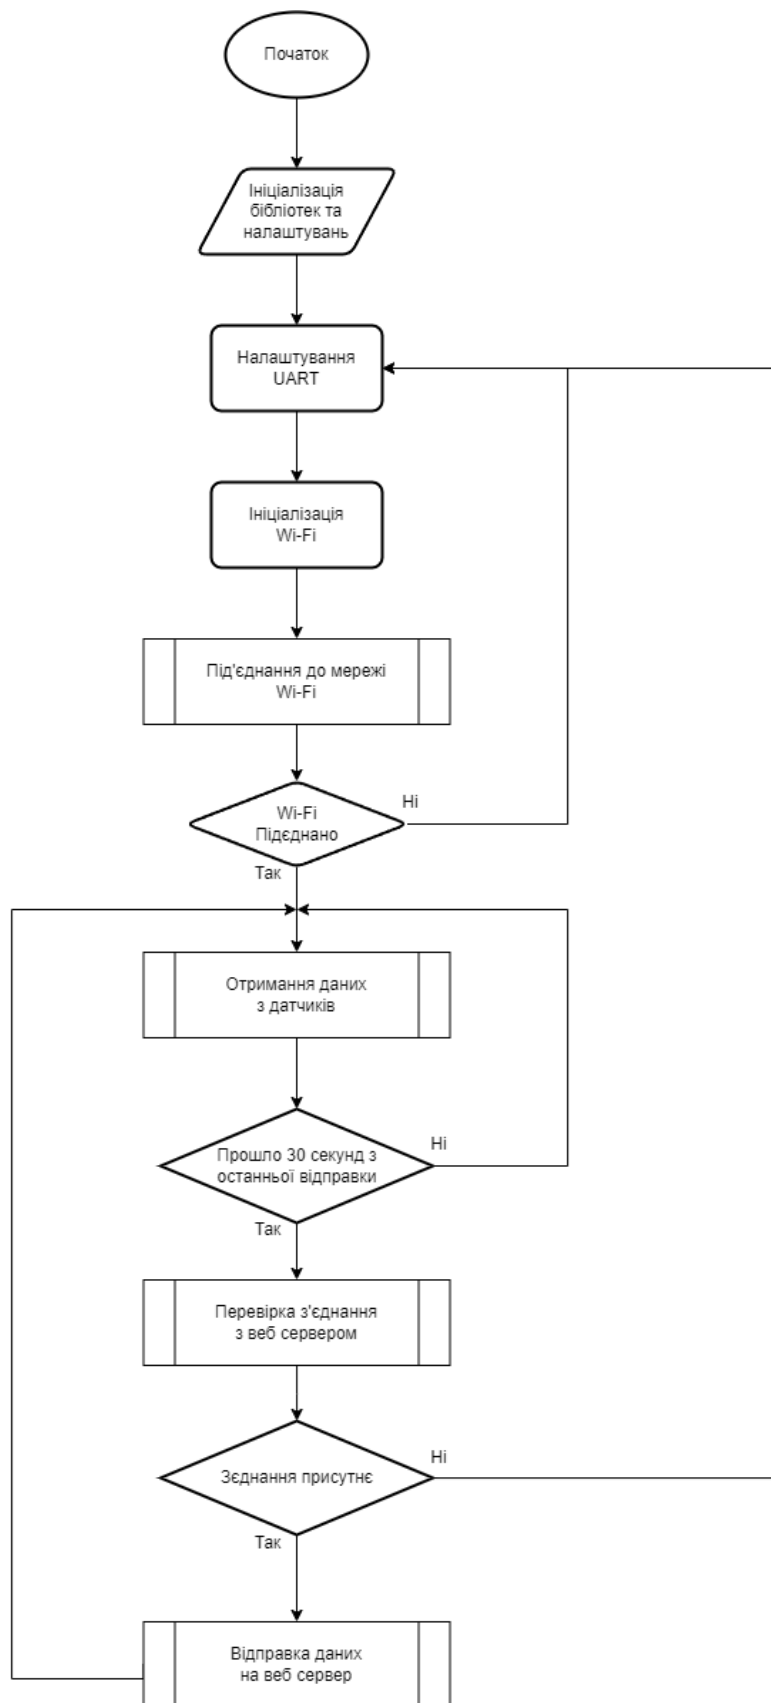 Початок
Ініціалізація
бібліотек та
налаштувань
Налаштування
UART
Ініціалізація
Wi-Fi
Під'єднання до мережі
Wi-Fi
Wi-Fi
Підєднано
Ні
Так
Отримання даних
з датчиків
Прошло 30 секунд з
останньої відправки
Ні
Так
Перевірка з'єднання
з веб сервером
Зєднання присутнє
Ні
Так
Відправка даних
на веб сервер